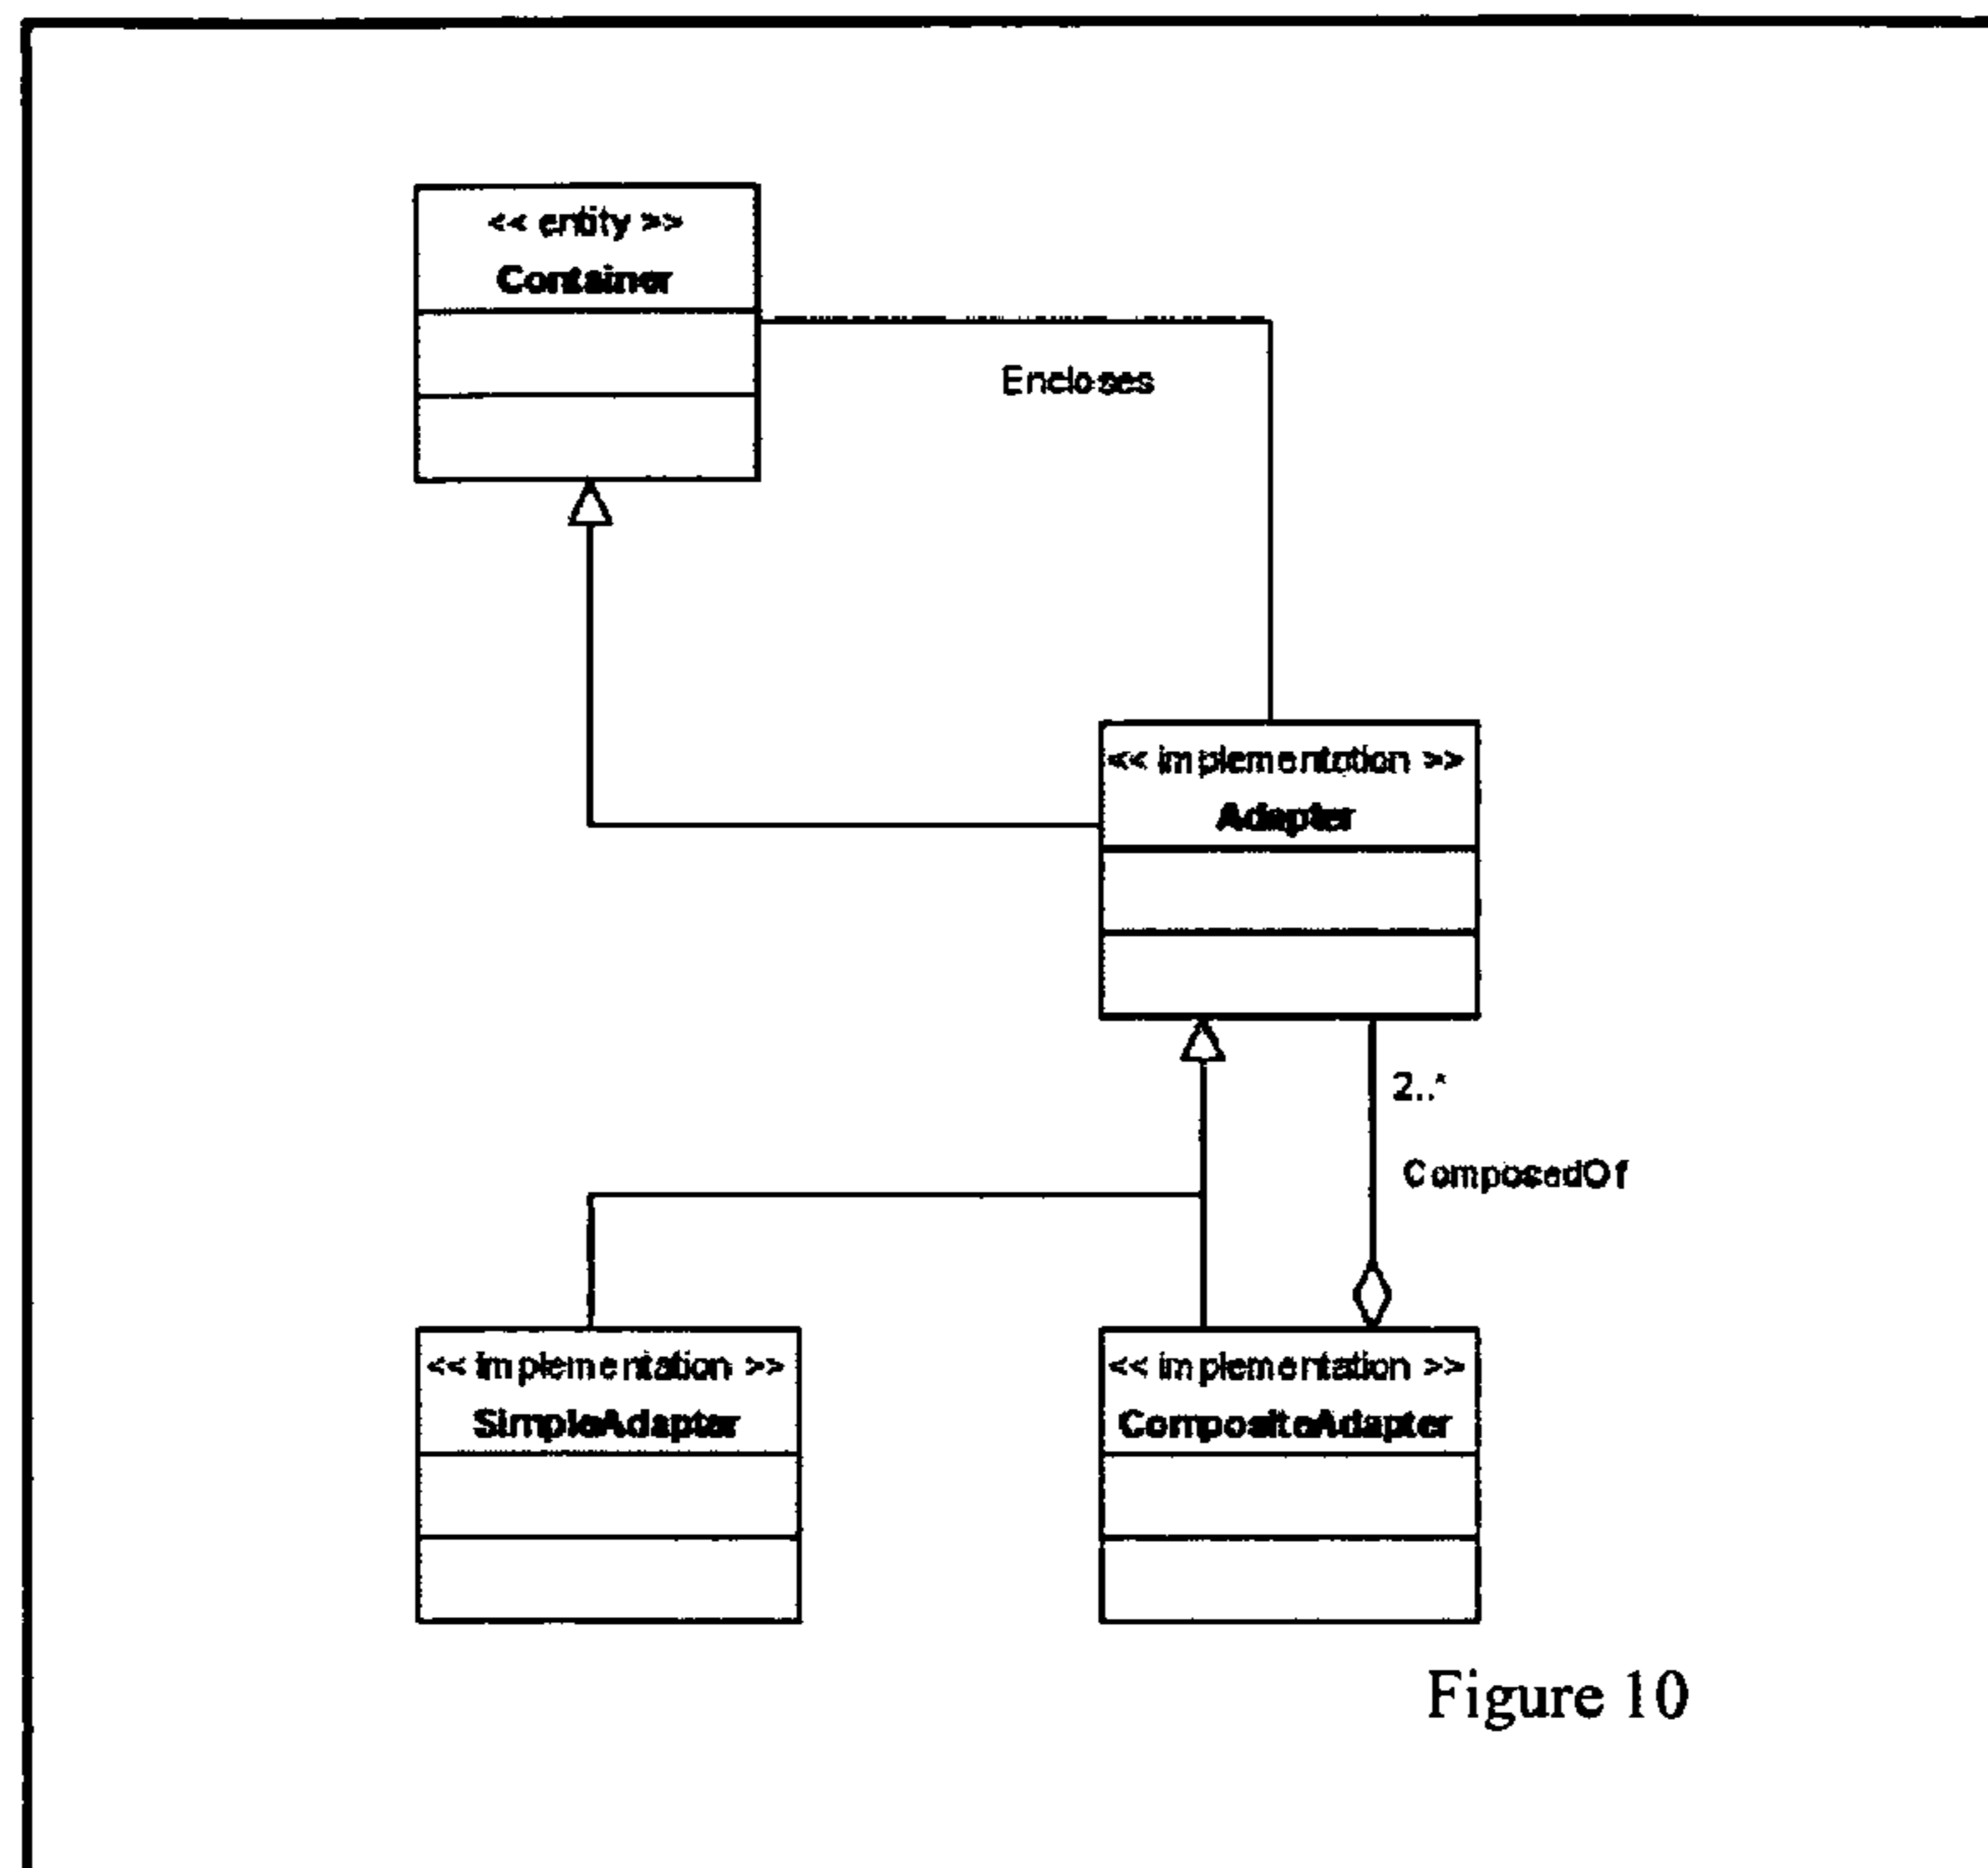 << entity >>
Container
Encloses
<< implementation >>
Adapter
2..*
ComposedOf
<< implementation >>
SimpleAdapter
<< implementation >>
CompositeAdapter
Figure 10